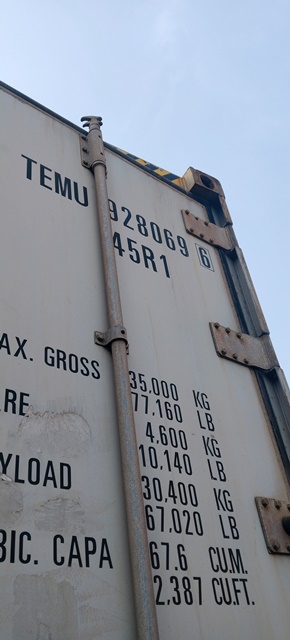 TEMU 928069 6
45R1
AX. GROSS 35.000 KG
77,160 LB
ARE 4,600 KG
10,140 LB
YLOAD 30,400 KG
67,020 LB
BIC. CAPA 67.6 CU.M.
2,387 CU.FT.